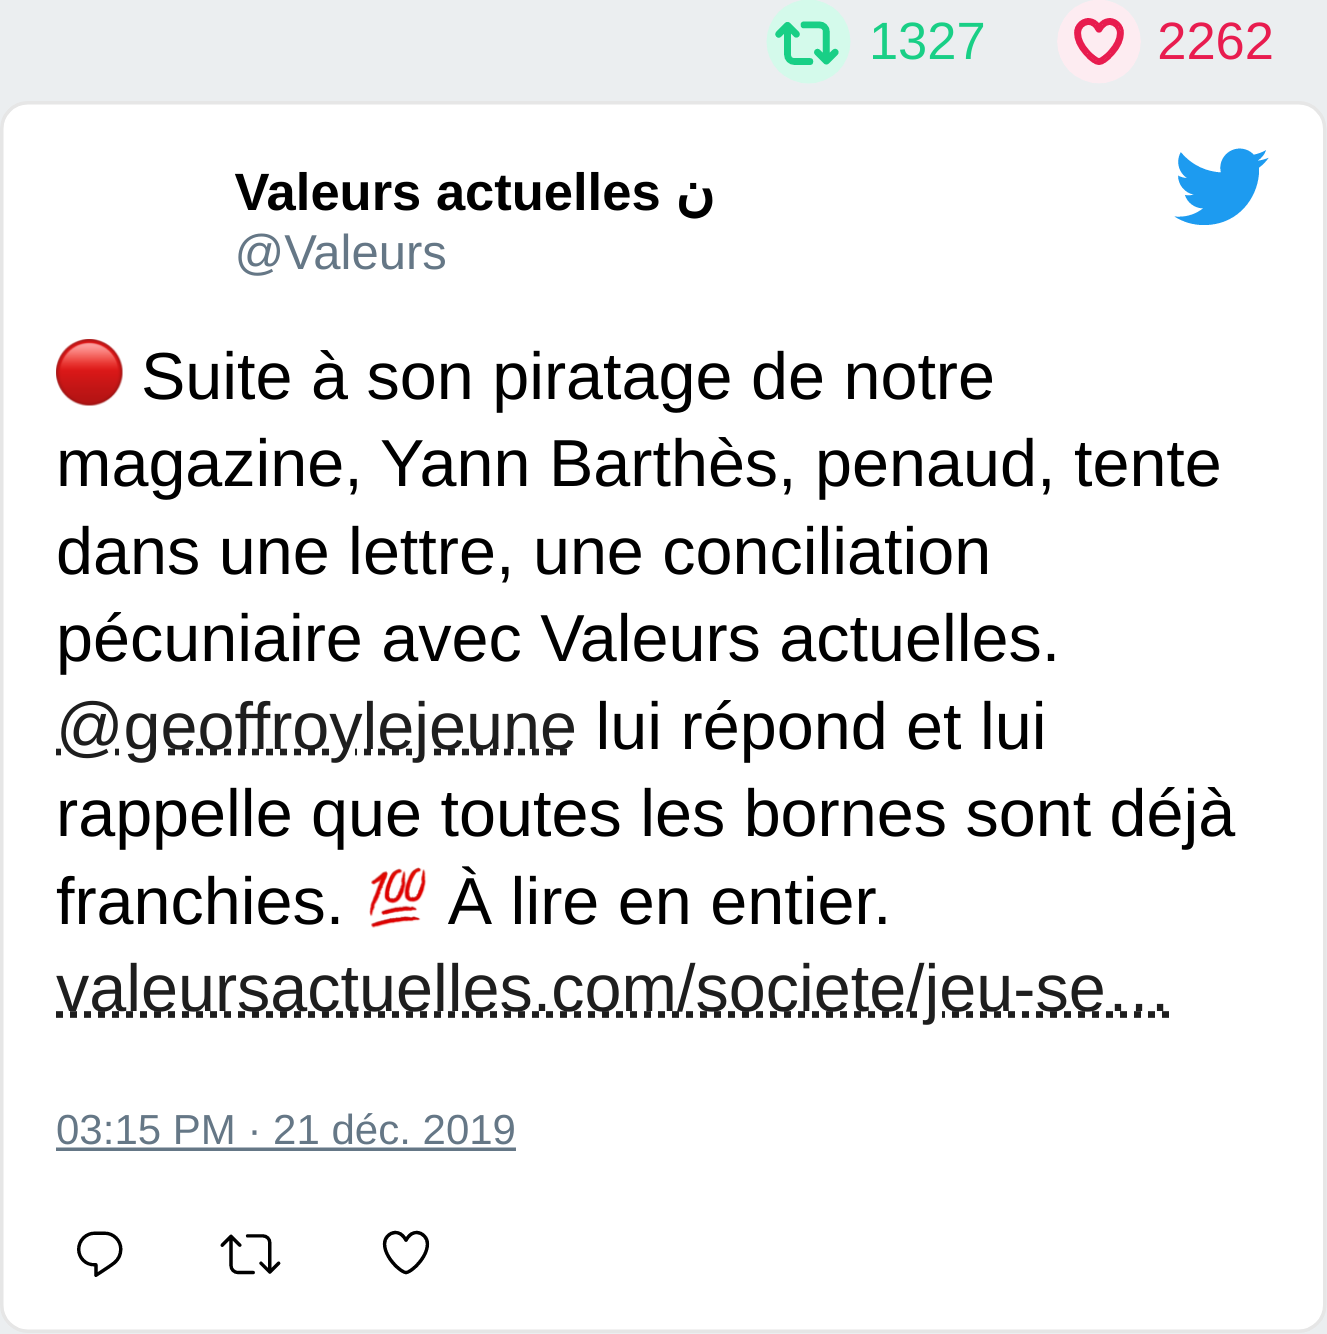 1327 2262
Valeurs actuelles ن
@Valeurs
🔴 Suite à son piratage de notre
magazine, Yann Barthès, penaud, tente
dans une lettre, une conciliation
pécuniaire avec Valeurs actuelles.
@geoffroylejeune lui répond et lui
rappelle que toutes les bornes sont déjà
franchies. 💯 À lire en entier.
valeursactuelles.com/societe/jeu-se…
03:15 PM · 21 déc. 2019